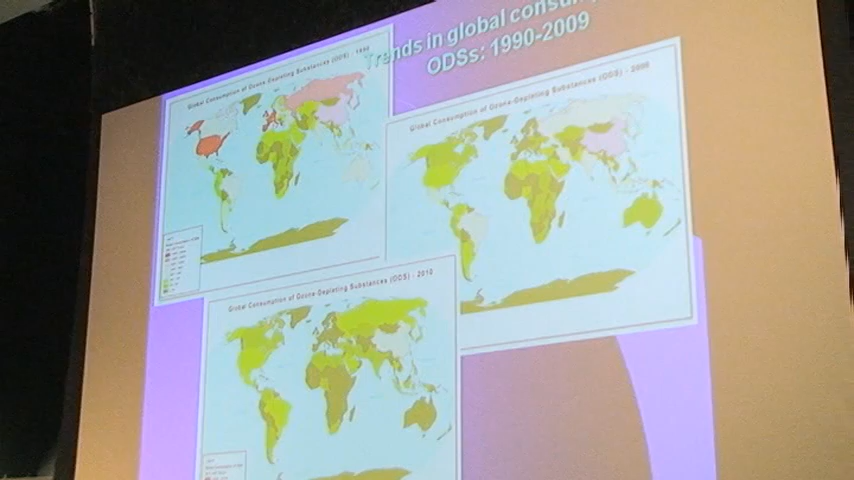 Trends in global consum
ODSs: 1990-2009
Global Consumption of Ozone-Depleting Substances (ODS) - 1990
Global Consumption of Ozone-Depleting Substances (ODS) - 2000
Global Consumption of Ozone-Depleting Substances (ODS) - 2010